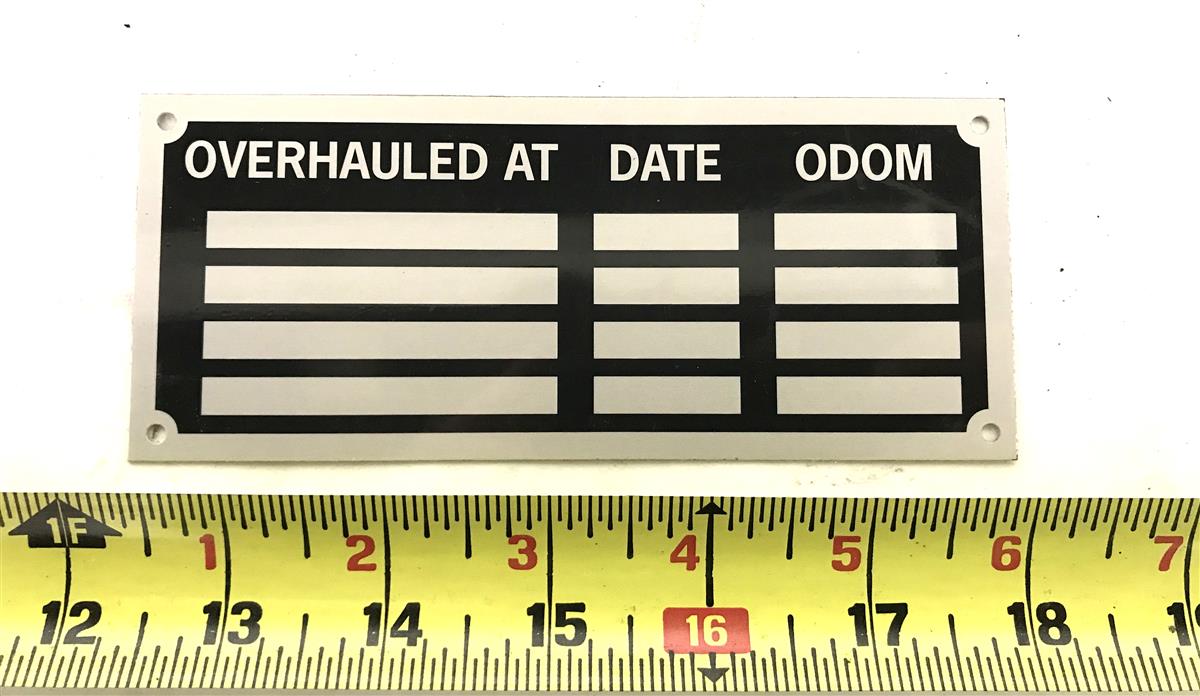 OVERHAULED AT DATE ODOM
1F 1 2 3 4 5 6 7
12 13 14 15 16 17 18